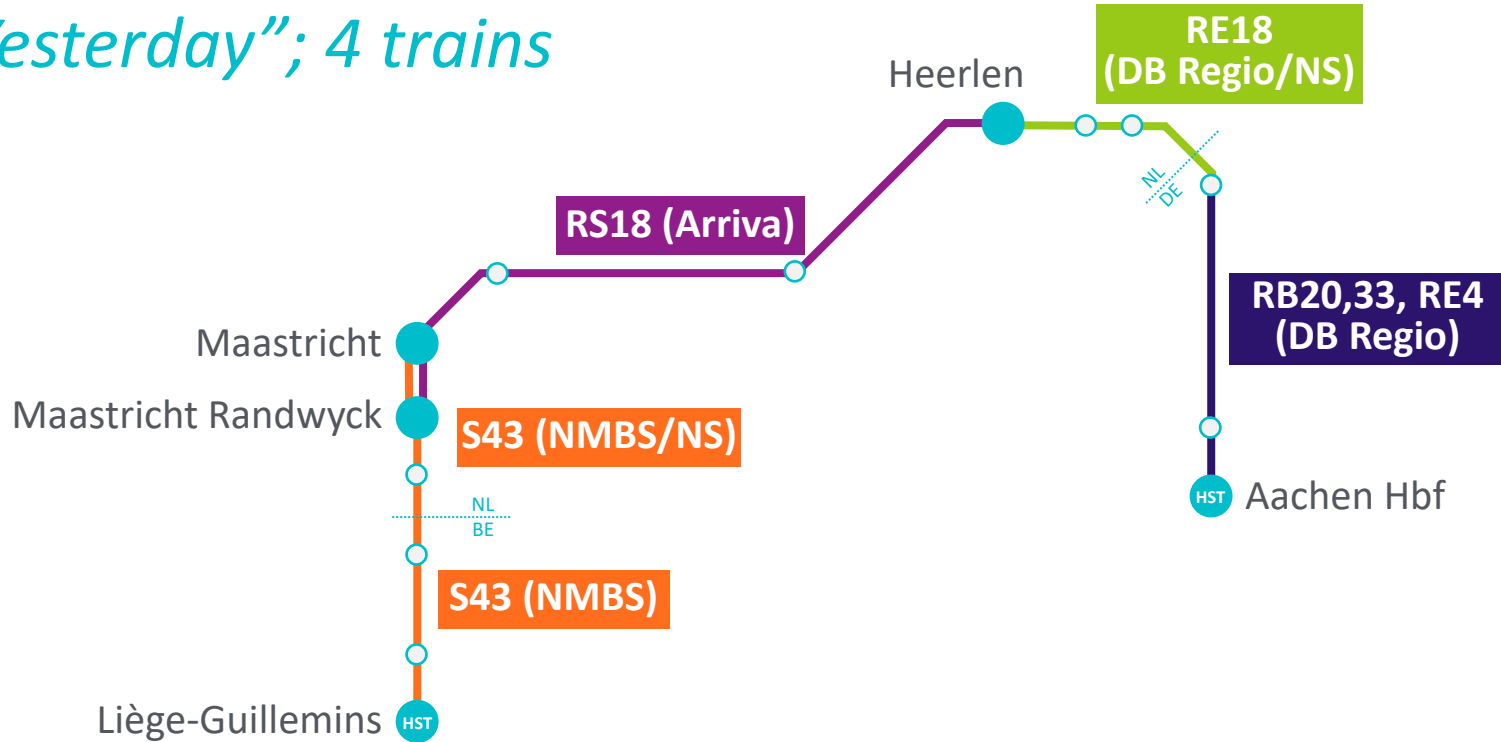 esterday”; 4 trains
RE18
(DB Regio/NS)
Heerlen
NL
DE
RS18 (Arriva)
RB20,33, RE4
(DB Regio)
Maastricht
Maastricht Randwyck
S43 (NMBS/NS)
HST
Aachen Hbf
NL
BE
S43 (NMBS)
Liège-Guillemins
HST